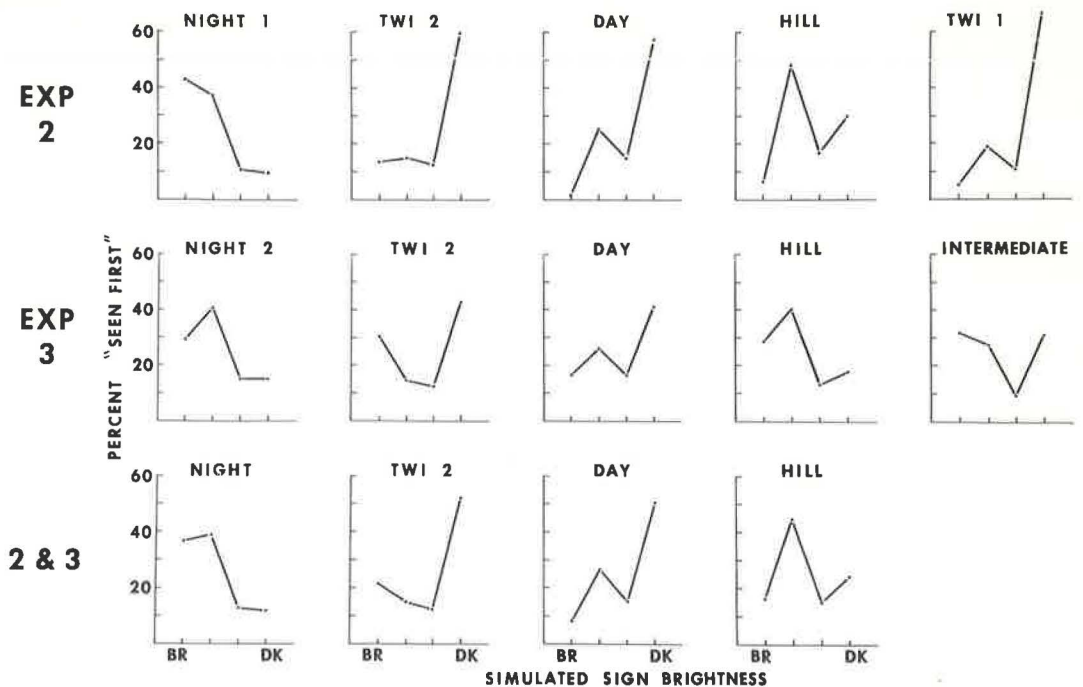 NIGHT 1 TWI 2 DAY HILL TWI 1
60
40
20
EXP
2
NIGHT 2 TWI 2 DAY HILL INTERMEDIATE
60
40
20
EXP
3
PERCENT "SEEN FIRST"
NIGHT TWI 2 DAY HILL
60
40
20
2 & 3
BR DK BR DK BR DK BR DK
SIMULATED SIGN BRIGHTNESS